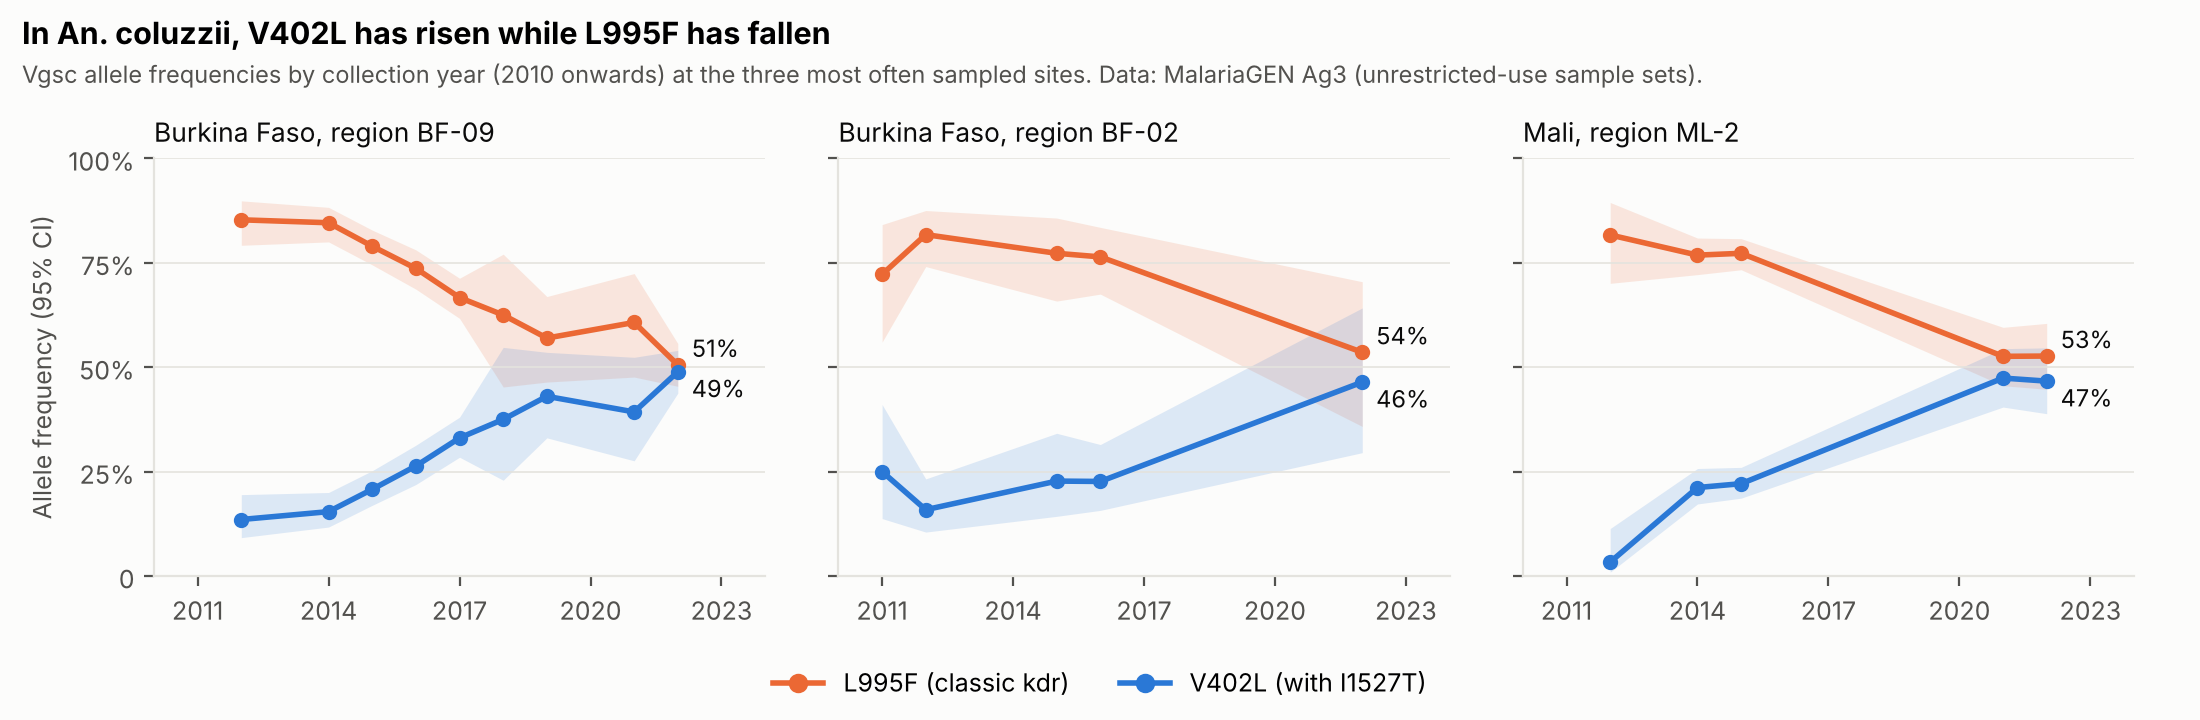 In An. coluzzii, V402L has risen while L995F has fallen
Vgsc allele frequencies by collection year (2010 onwards) at the three most often sampled sites. Data: MalariaGEN Ag3 (unrestricted-use sample sets).
Burkina Faso, region BF-09
Burkina Faso, region BF-02
Mali, region ML-2
Allele frequency (95% CI)
100%
75%
50%
25%
0
51%
49%
54%
46%
53%
47%
2011 2014 2017 2020 2023
2011 2014 2017 2020 2023
2011 2014 2017 2020 2023
L995F (classic kdr)
V402L (with I1527T)